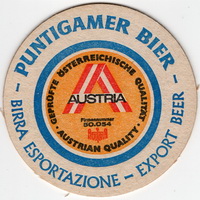 PUNTIGAMER BIER –
BIRRA ESPORTAZIONE – EXPORT BEER –
GEPRÜFTE ÖSTERREICHISCHE QUALITÄT
AUSTRIA
50.054
• AUSTRIAN QUALITY •